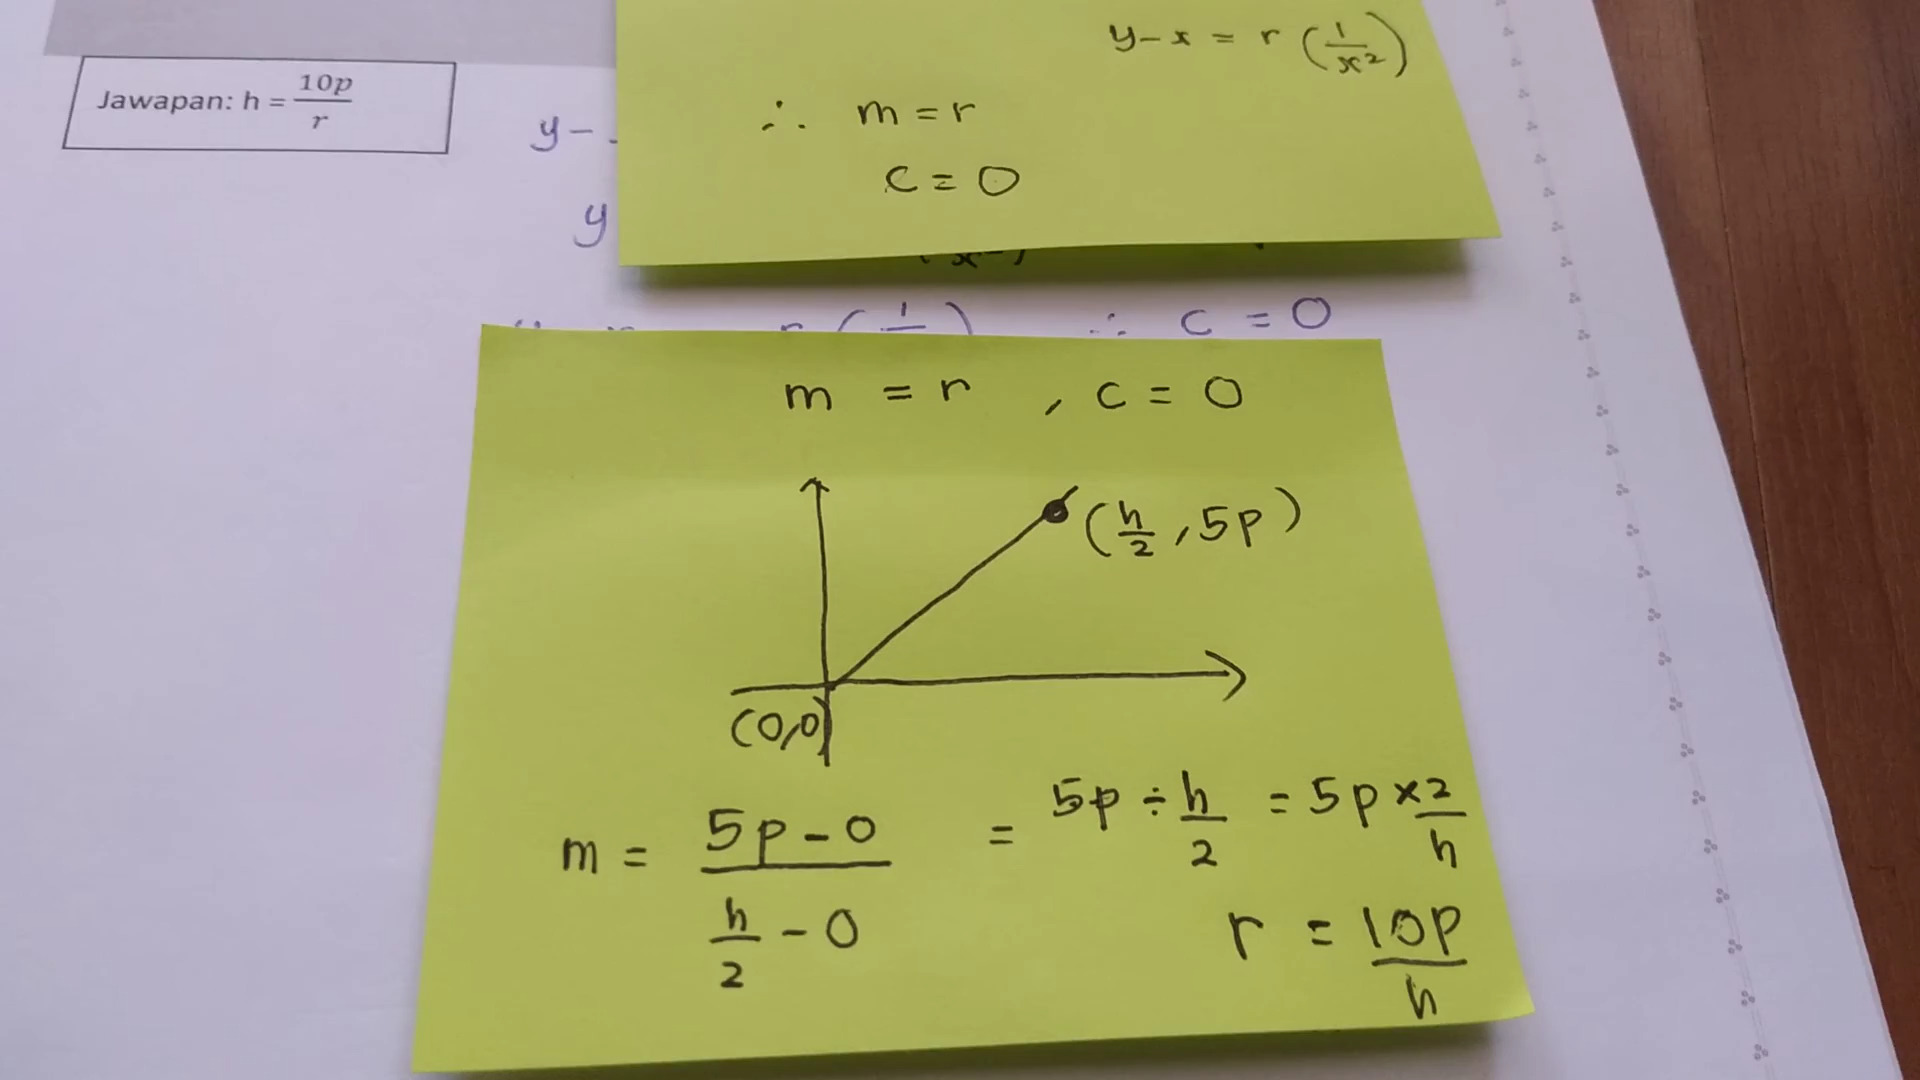 y-x = r (1/x²)
Jawapan: h = 10p/r
∴ m = r
y-
c = 0
y
∴ c = 0
m = r , c = 0
(h/2, 5p)
(0,0)
m = (5p - 0)/(h/2 - 0) = 5p ÷ h/2 = 5p × 2/h
r = 10p/h